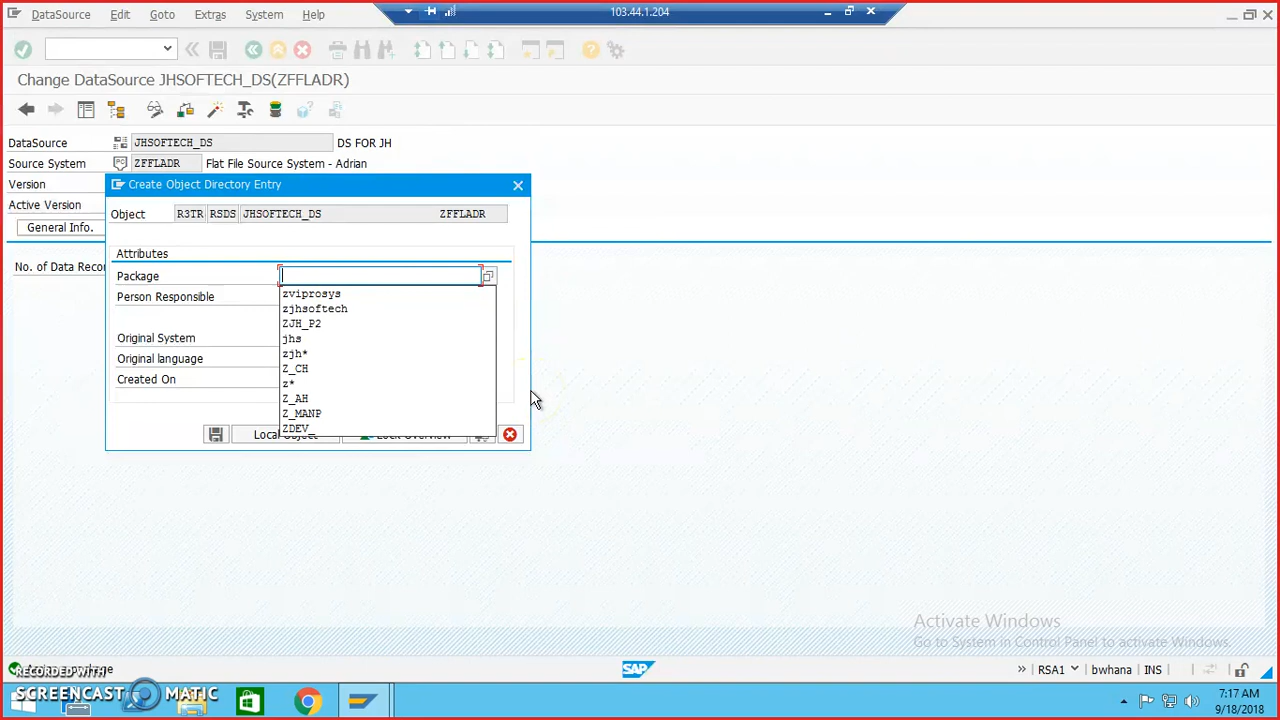 DataSource Edit Goto Extras System Help
103.44.1.204
Change DataSource JHSOFTECH_DS(ZFFLADR)
DataSource JHSOFTECH_DS DS FOR JH
Source System PC ZFFLADR Flat File Source System - Adrian
Version
Active Version
General Info.
No. of Data Recor
Create Object Directory Entry
Object R3TR RSDS JHSOFTECH_DS ZFFLADR
Attributes
Package
Person Responsible
Original System
Original language
Created On
zviprosys
zjhsoftech
ZJH_P2
jhs
zjh*
Z_CH
z*
Z_AH
Z_MANP
ZDEV_
Local Object
Lock Overview
Activate Windows
Go to System in Control Panel to activate Windows.
RECORDED WITH
SCREENCAST MATIC
SAP
» RSA1 bwhana INS
7:17 AM
9/18/2018